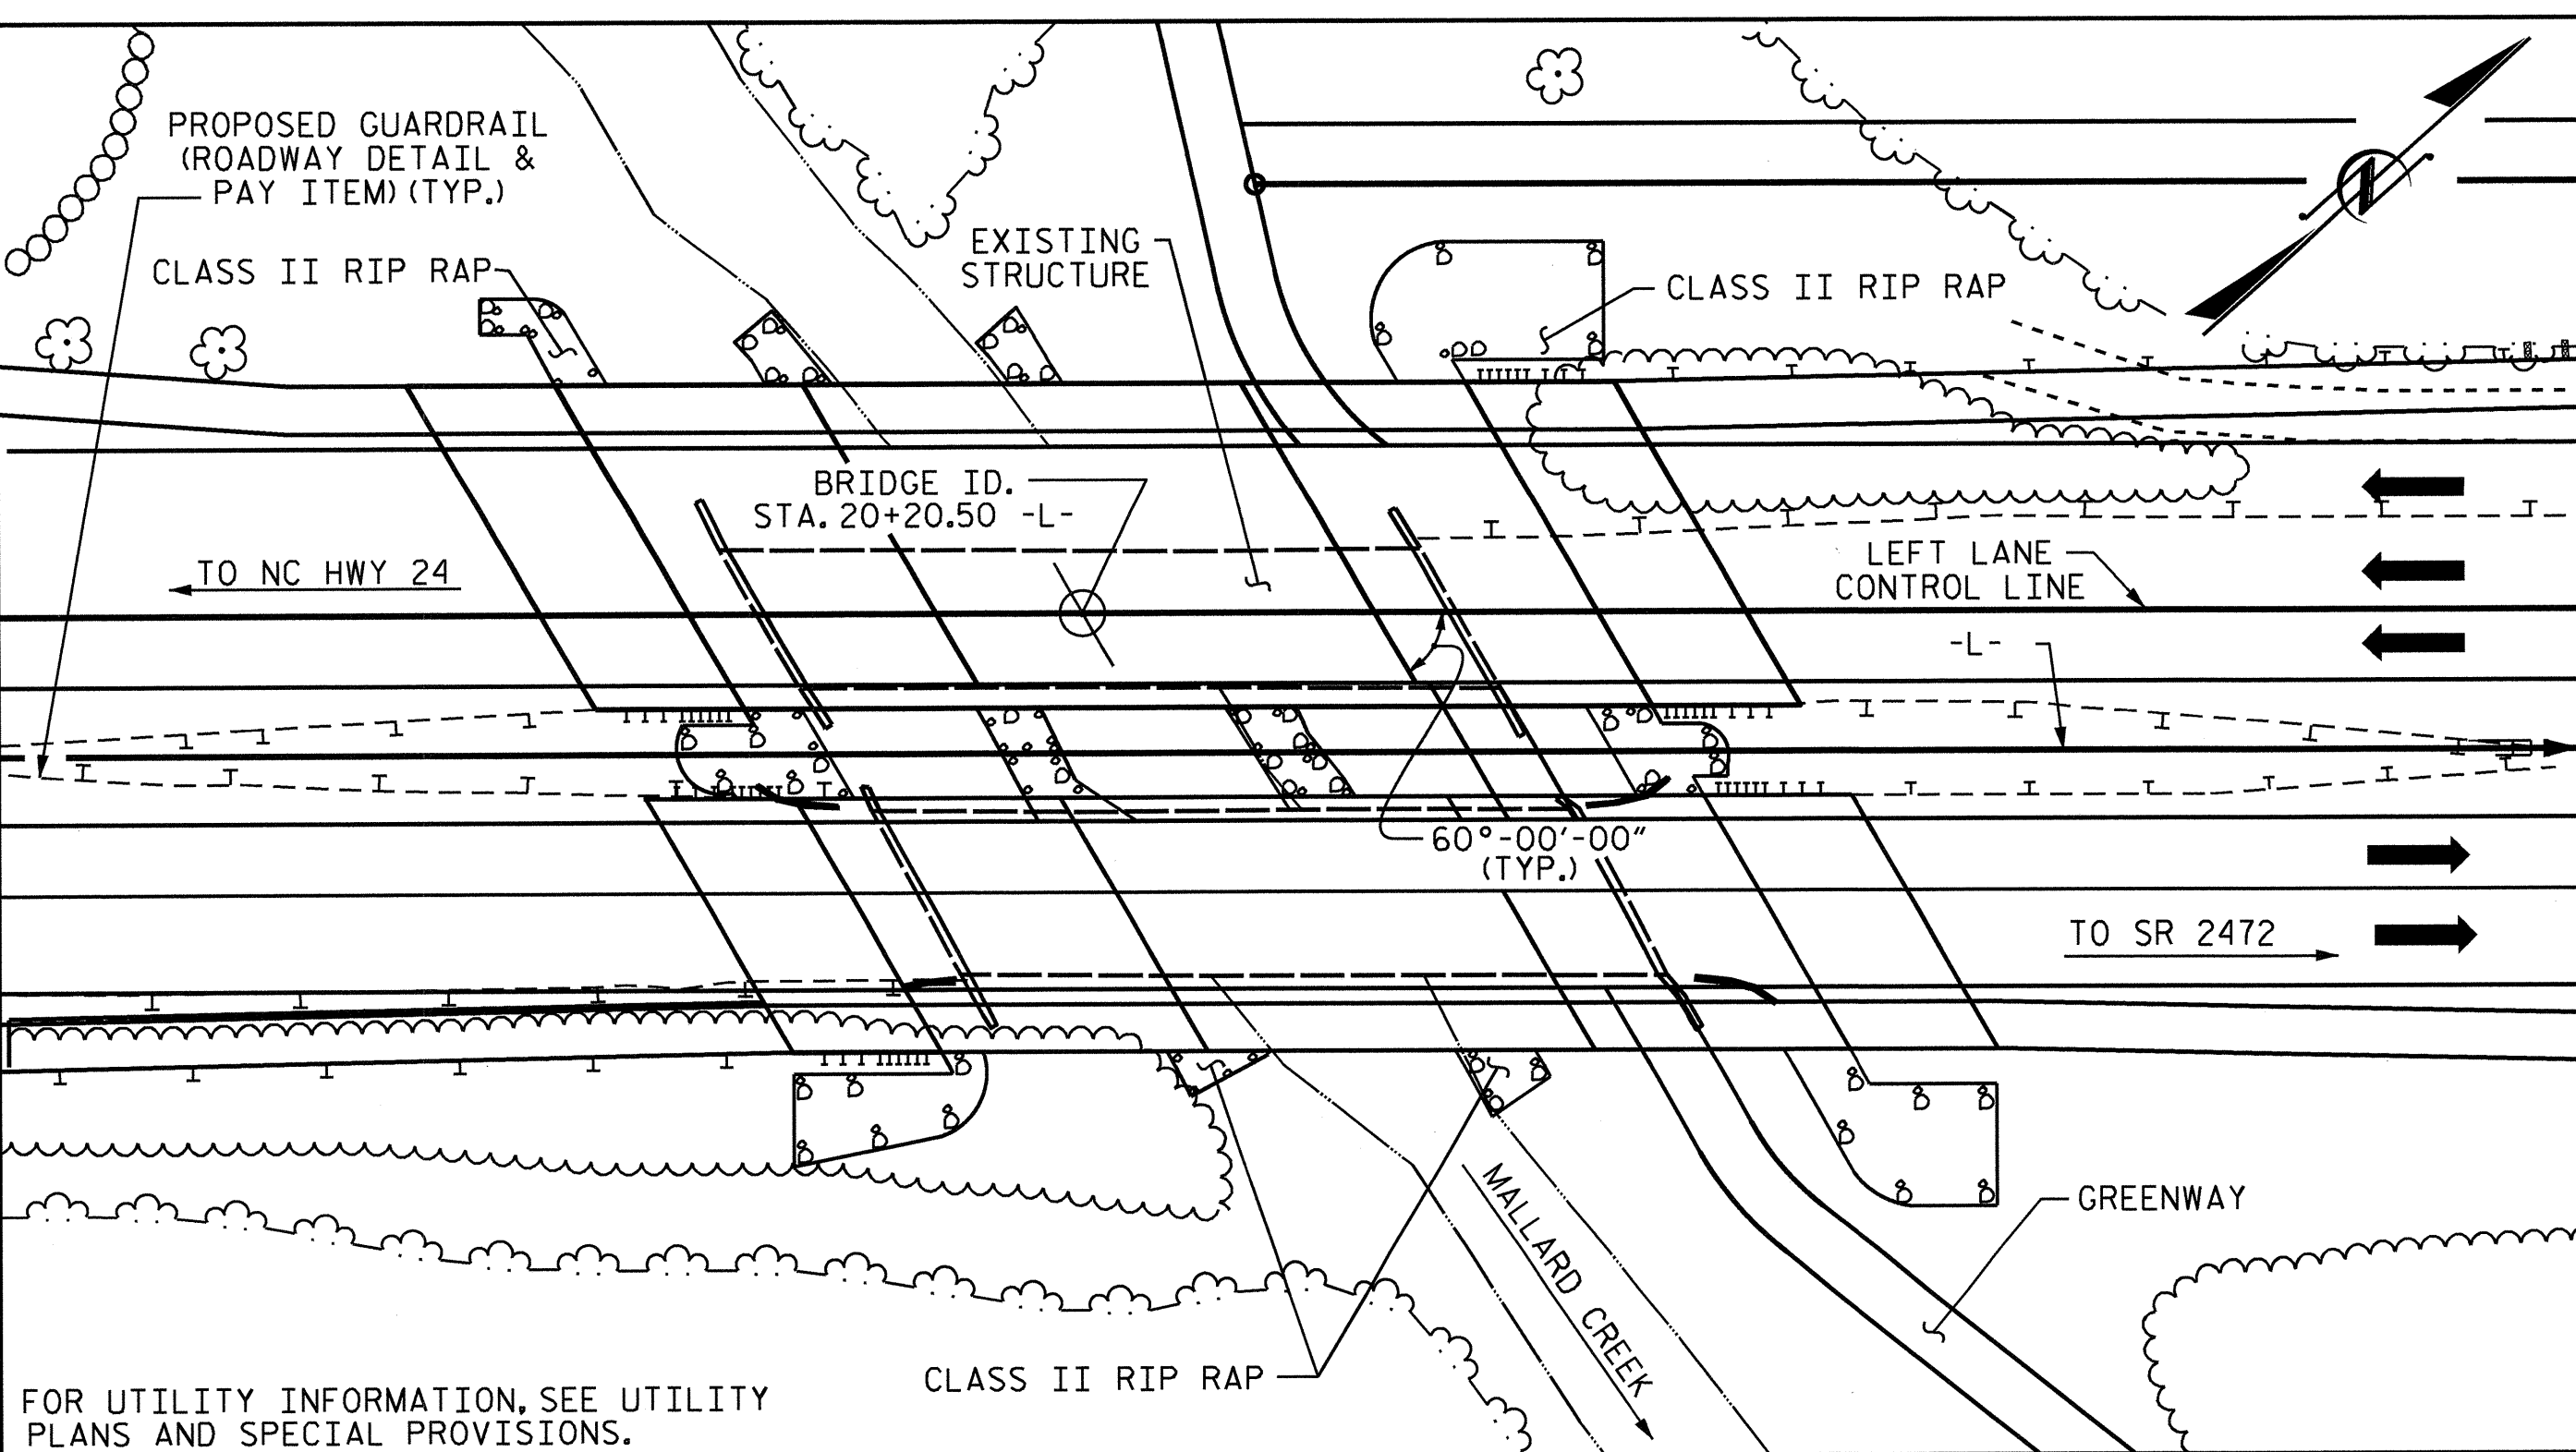 PROPOSED GUARDRAIL
(ROADWAY DETAIL &
PAY ITEM) (TYP.)
CLASS II RIP RAP
EXISTING
STRUCTURE
CLASS II RIP RAP
N
BRIDGE ID.
STA. 20+20.50 -L-
TO NC HWY 24
LEFT LANE
CONTROL LINE
-L-
60°-00'-00"
(TYP.)
TO SR 2472
MALLARD CREEK
GREENWAY
CLASS II RIP RAP
FOR UTILITY INFORMATION, SEE UTILITY
PLANS AND SPECIAL PROVISIONS.